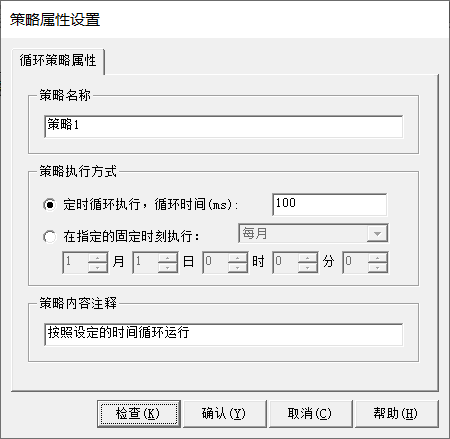 策略属性设置
循环策略属性
策略名称
策略1
策略执行方式
定时循环执行，循环时间(ms): 100
在指定的固定时刻执行： 每月
1 月 1 日 0 时 0 分 0
策略内容注释
按照设定的时间循环运行
检查(K) 确认(Y) 取消(C) 帮助(H)